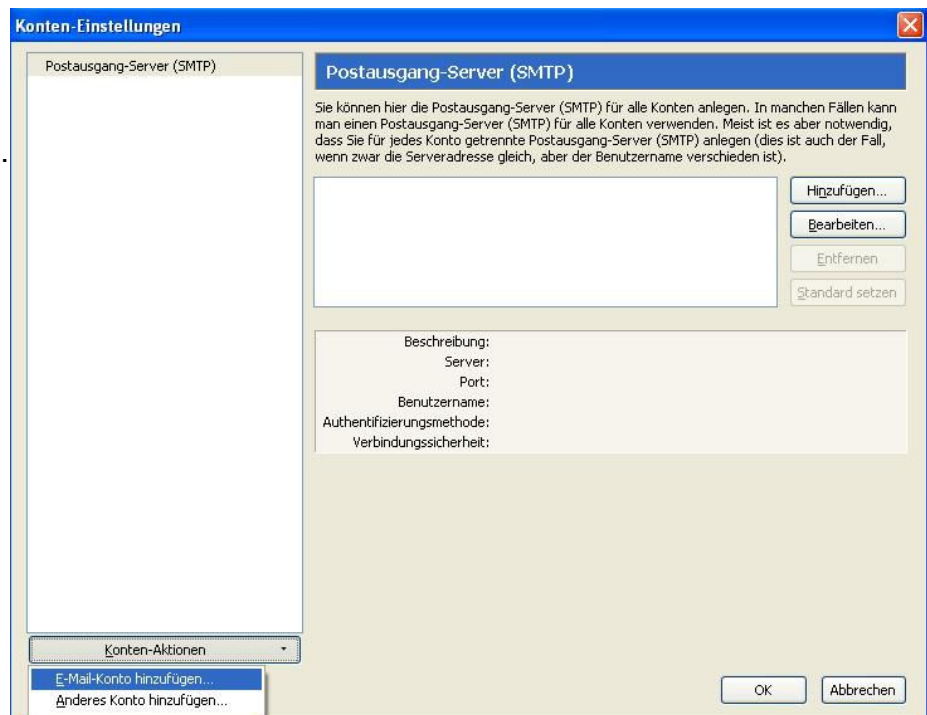 Konten-Einstellungen
Postausgang-Server (SMTP)
Postausgang-Server (SMTP)
Sie können hier die Postausgang-Server (SMTP) für alle Konten anlegen. In manchen Fällen kann
man einen Postausgang-Server (SMTP) für alle Konten verwenden. Meist ist es aber notwendig,
dass Sie für jedes Konto getrennte Postausgang-Server (SMTP) anlegen (dies ist auch der Fall,
wenn zwar die Serveradresse gleich, aber der Benutzername verschieden ist).
Hinzufügen...
Bearbeiten...
Entfernen
Standard setzen
Beschreibung:
Server:
Port:
Benutzername:
Authentifizierungsmethode:
Verbindungssicherheit:
Konten-Aktionen
E-Mail-Konto hinzufügen...
Anderes Konto hinzufügen...
OK
Abbrechen